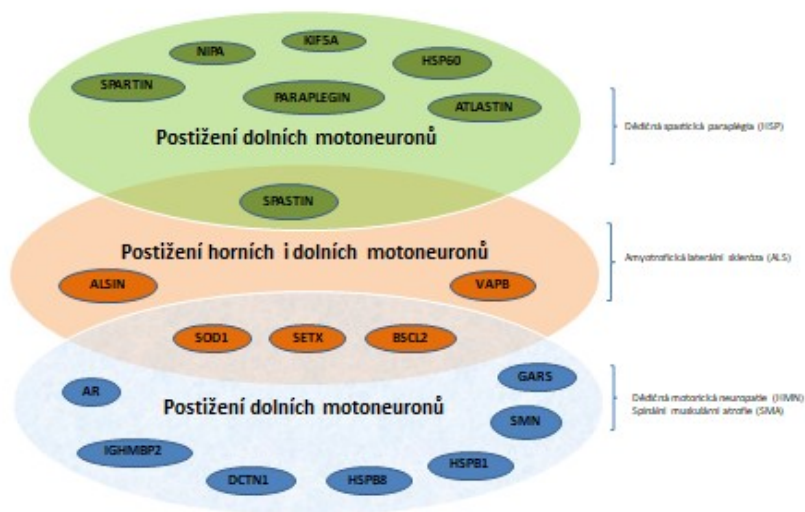 KIF5A
NIPA
HSP60
SPARTIN
PARAPLEGIN
ATLASTIN
Postižení dolních motoneuronů
Dědičná spastická paraplégia (HSP)
SPASTIN
Postižení horních i dolních motoneuronů
Amyotrofická laterální skleróza (ALS)
ALSIN
VAPB
SOD1
SETX
BSCL2
GARS
AR
Dědičná motorická neuropatie (HMN)
Spinální muskulární atrofie (SMA)
Postižení dolních motoneuronů
SMN
IGHMBP2
HSPB1
DCTN1
HSPB8